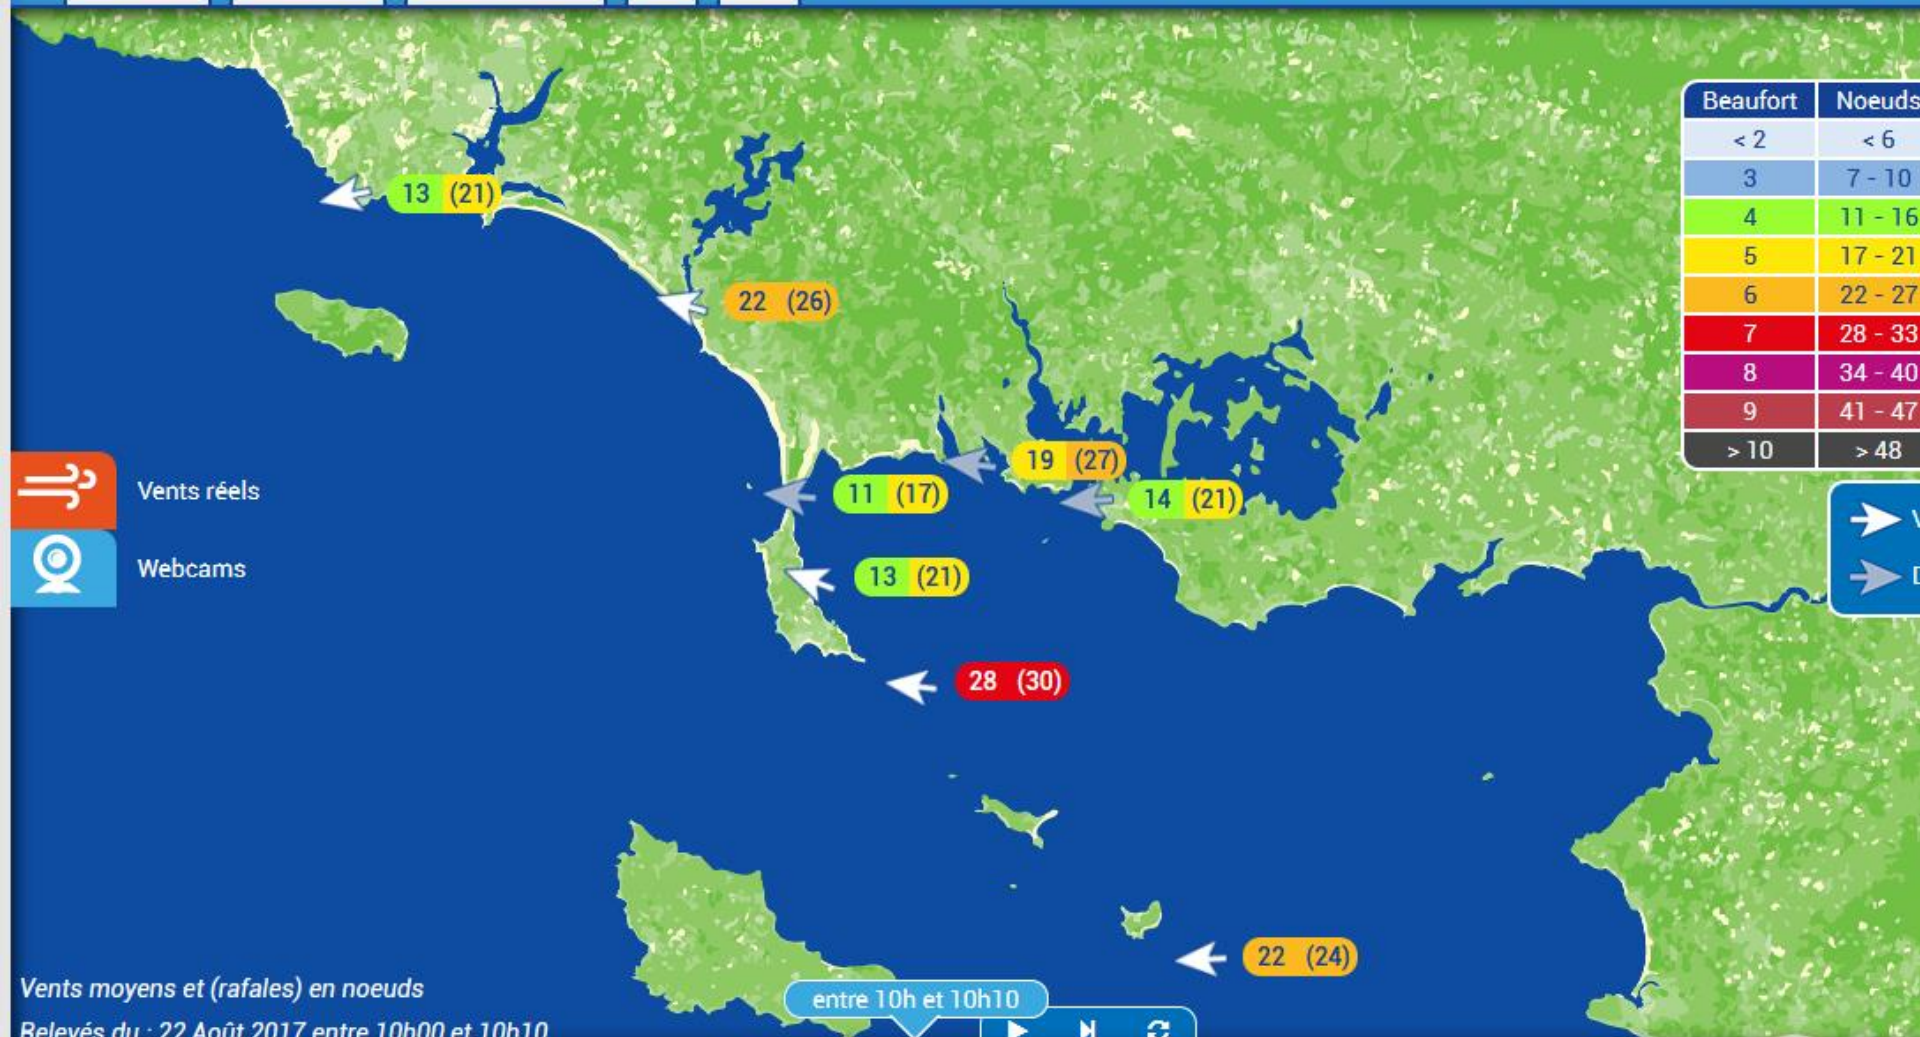 Beaufort Noeuds
< 2 < 6
3 7 - 10
4 11 - 16
5 17 - 21
6 22 - 27
7 28 - 33
8 34 - 40
9 41 - 47
> 10 > 48
13 (21)
22 (26)
19 (27)
11 (17)
14 (21)
13 (21)
28 (30)
22 (24)
Vents réels
Webcams
V
D
Vents moyens et (rafales) en noeuds
Relevés du : 22 Août 2017 entre 10h00 et 10h10
entre 10h et 10h10